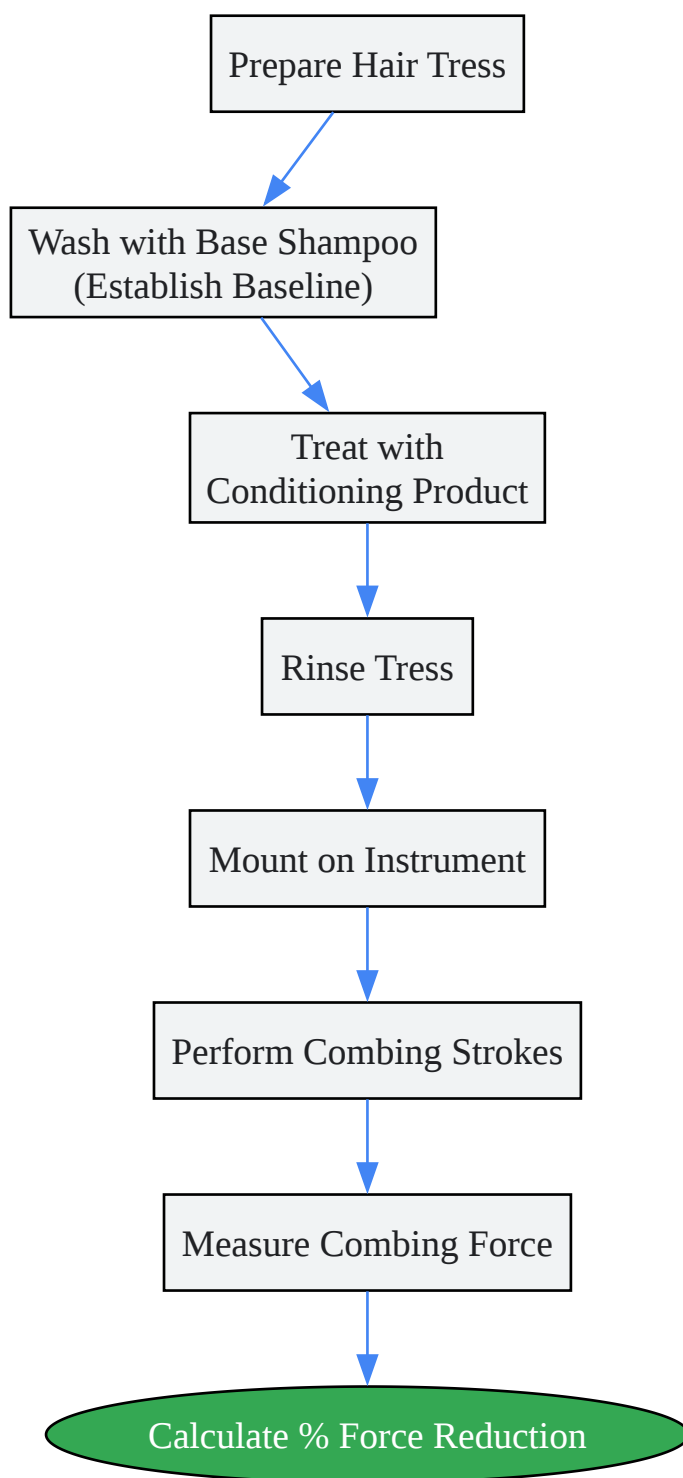 Prepare Hair Tress
Wash with Base Shampoo
(Establish Baseline)
Treat with
Conditioning Product
Rinse Tress
Mount on Instrument
Perform Combing Strokes
Measure Combing Force
Calculate % Force Reduction